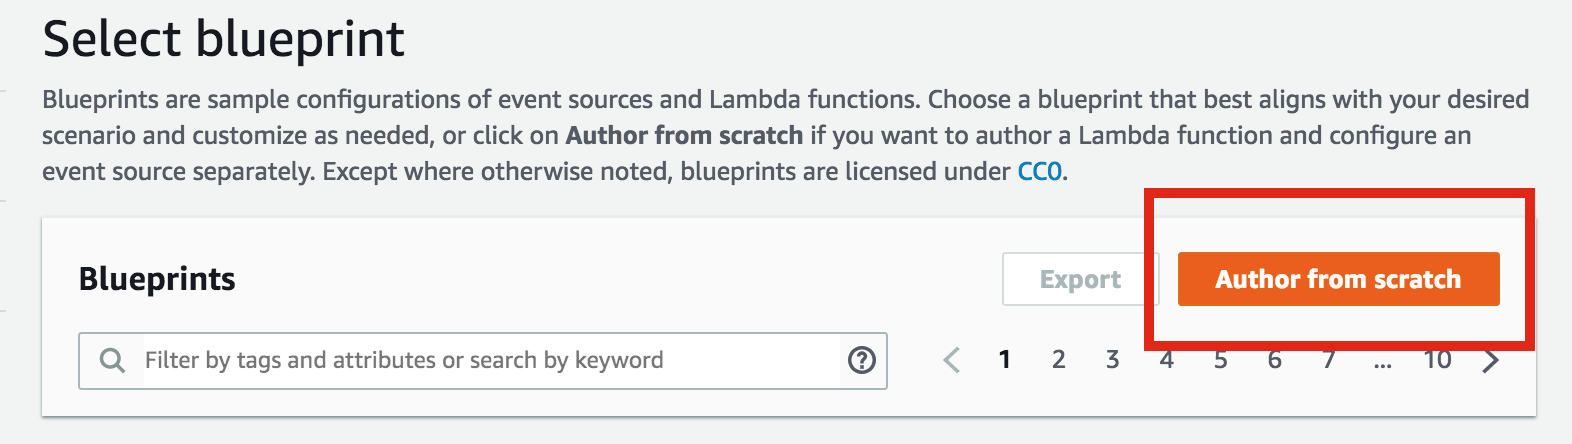 Select blueprint
Blueprints are sample configurations of event sources and Lambda functions. Choose a blueprint that best aligns with your desired
scenario and customize as needed, or click on Author from scratch if you want to author a Lambda function and configure an
event source separately. Except where otherwise noted, blueprints are licensed under CC0.
Blueprints
Export
Author from scratch
Filter by tags and attributes or search by keyword
1 2 3 4 5 6 7 ... 10